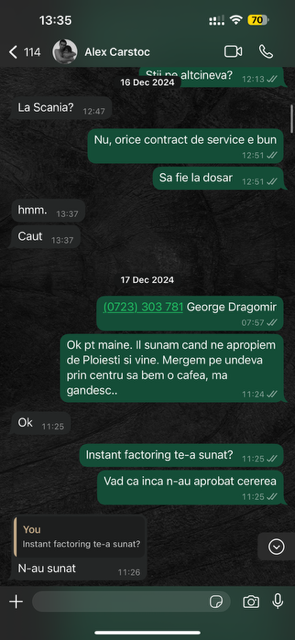 13:35
70
114
Alex Carstoc
Stii pe altcineva?
12:13
16 Dec 2024
La Scania?
12:47
Nu, orice contract de service e bun
12:51
Sa fie la dosar
12:51
hmm.
13:37
Caut
13:37
17 Dec 2024
(0723) 303 781 George Dragomir
07:57
Ok pt maine. Il sunam cand ne apropiem
de Ploiesti si vine. Mergem pe undeva
prin centru sa bem o cafea, ma
gandesc..
11:24
Ok
11:25
Instant factoring te-a sunat?
11:25
Vad ca inca n-au aprobat cererea
11:25
You
Instant factoring te-a sunat?
N-au sunat
11:26